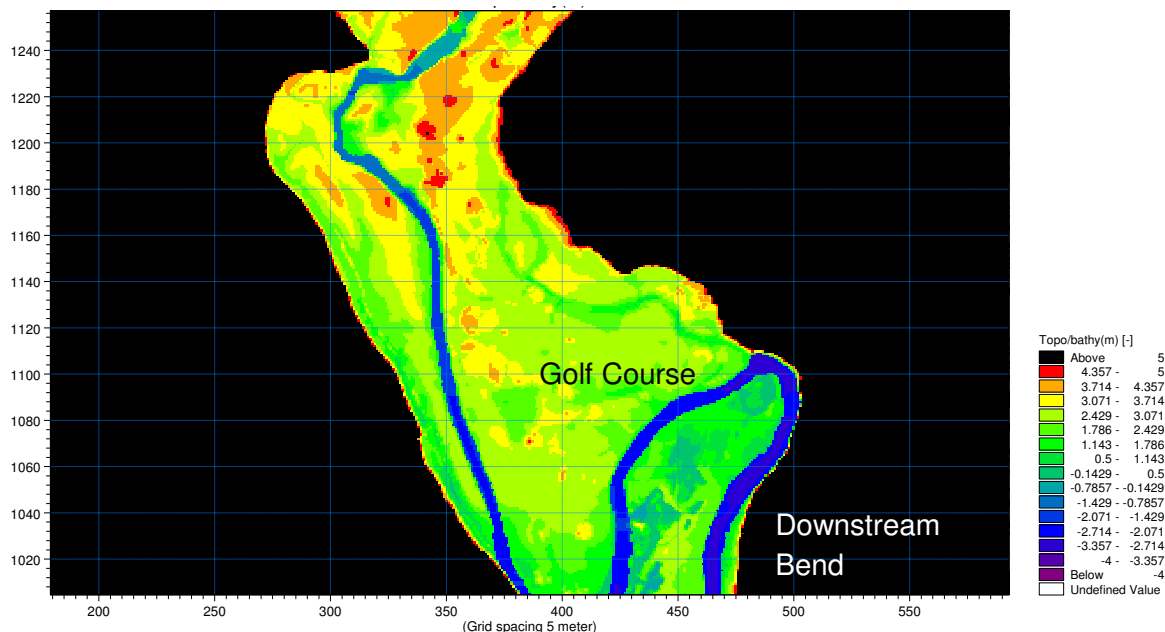 1240
1220
1200
1180
1160
1140
1120
1100
1080
1060
1040
1020
Golf Course
Downstream
Bend
200 250 300 350 400 450 500 550
(Grid spacing 5 meter)
Topo/bathy(m) [-]
Above 5
4.357 - 5
3.714 - 4.357
3.071 - 3.714
2.429 - 3.071
1.786 - 2.429
1.143 - 1.786
0.5 - 1.143
-0.1429 - 0.5
-0.7857 - -0.1429
-1.429 - -0.7857
-2.071 - -1.429
-2.714 - -2.071
-3.357 - -2.714
-4 - -3.357
Below -4
Undefined Value